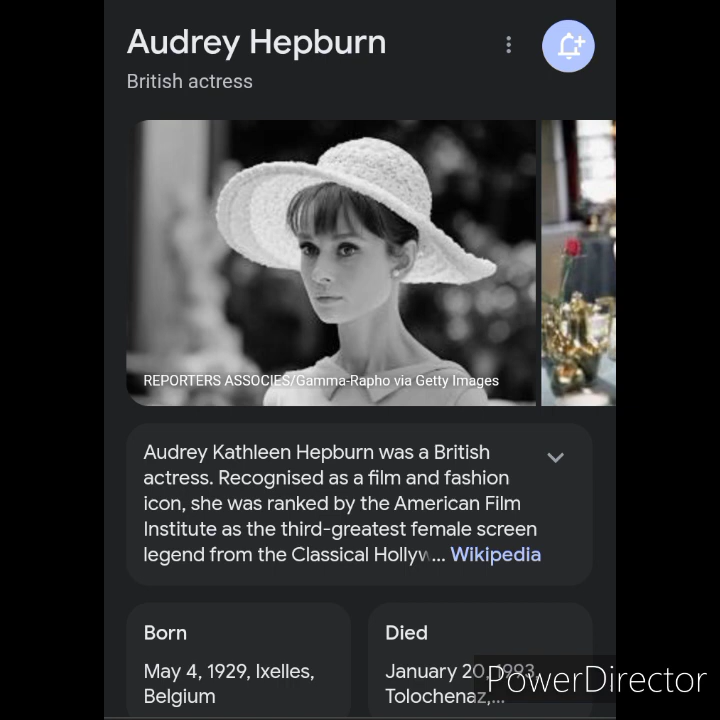 Audrey Hepburn
British actress
REPORTERS ASSOCIES/Gamma-Rapho via Getty Images
Audrey Kathleen Hepburn was a British
actress. Recognised as a film and fashion
icon, she was ranked by the American Film
Institute as the third-greatest female screen
legend from the Classical Hollyw... Wikipedia
Born
May 4, 1929, Ixelles,
Belgium
Died
January 20, 1993,
Tolochenaz,...
PowerDirector